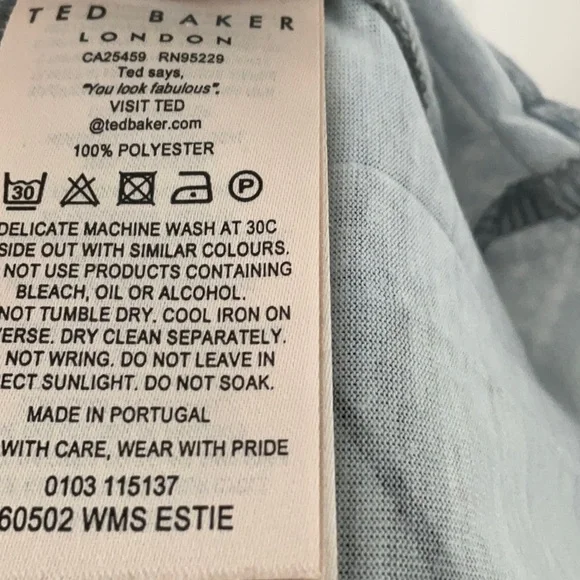 TED BAKER
LONDON
CA25459 RN95229
Ted says,
"You look fabulous".
VISIT TED
@tedbaker.com
100% POLYESTER
30 P
DELICATE MACHINE WASH AT 30C
SIDE OUT WITH SIMILAR COLOURS.
NOT USE PRODUCTS CONTAINING
BLEACH, OIL OR ALCOHOL.
NOT TUMBLE DRY. COOL IRON ON
VERSE. DRY CLEAN SEPARATELY.
NOT WRING. DO NOT LEAVE IN
ECT SUNLIGHT. DO NOT SOAK.
MADE IN PORTUGAL
WITH CARE, WEAR WITH PRIDE
0103 115137
60502 WMS ESTIE